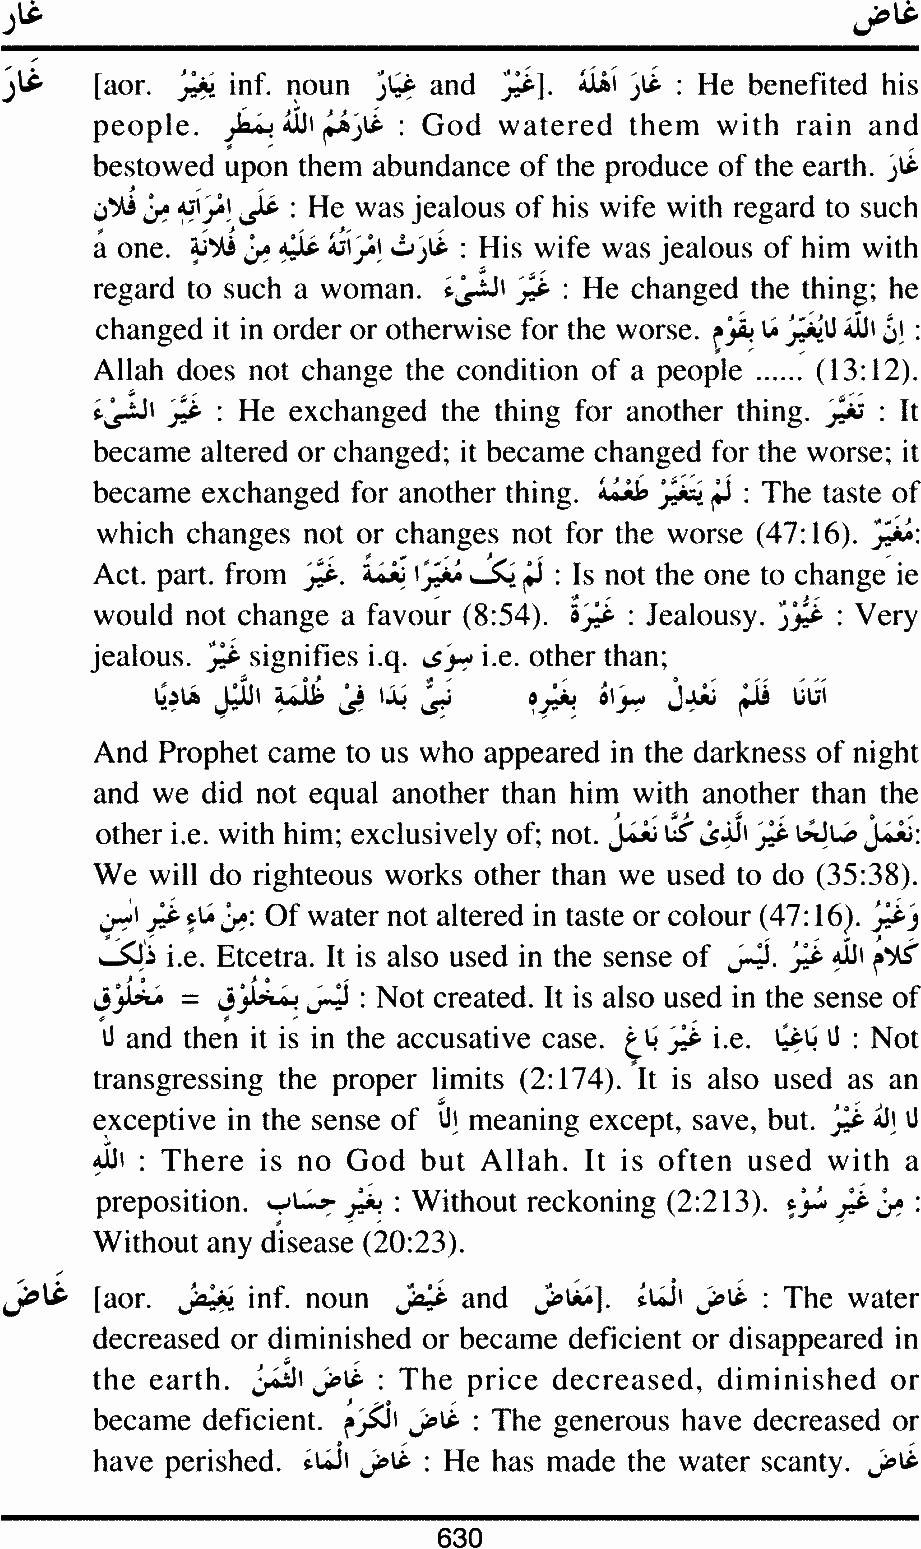 غار غاض
غَارَ [aor. يَغِيْرُ inf. noun غِيَارٌ and غَيْرٌ]. غَارَ أَهْلَهُ : He benefited his
people. غَارَهُمُ اللّٰهُ بِمَطَرٍ : God watered them with rain and
bestowed upon them abundance of the produce of the earth. غَارَ
عَلٰى اِمْرَاَتِهِ مِنْ فُلَانٍ : He was jealous of his wife with regard to such
a one. غَارَتْ اِمْرَاَتُهُ عَلَيْهِ مِنْ فُلَانَةٍ : His wife was jealous of him with
regard to such a woman. غَيَّرَ الشَّيْءَ : He changed the thing; he
changed it in order or otherwise for the worse. اِنَّ اللّٰهَ لَايُغَيِّرُ مَا بِقَوْمٍ :
Allah does not change the condition of a people ...... (13:12).
غَيَّرَ الشَّيْءَ : He exchanged the thing for another thing. تَغَيَّرَ : It
became altered or changed; it became changed for the worse; it
became exchanged for another thing. لَمْ يَتَغَيَّرْ طَعْمُهُ : The taste of
which changes not or changes not for the worse (47:16). مُغَيِّرٌ:
Act. part. from غَيَّرَ. لَمْ يَكُ مُغَيِّرًا نِّعْمَةً : Is not the one to change ie
would not change a favour (8:54). غَيْرَةٌ : Jealousy. غَيُّوْرٌ : Very
jealous. غَيْرٌ signifies i.q. سِوٰى i.e. other than;
اَتَانَا فَلَمْ نَعْدِلْ سِوَاهُ بِغَيْرِهٖ نَبِىٌّ بَدَا فِىْ ظُلْمَةِ اللَّيْلِ هَادِيًا
And Prophet came to us who appeared in the darkness of night
and we did not equal another than him with another than the
other i.e. with him; exclusively of; not. نَعْمَلْ صَالِحًا غَيْرَ الَّذِىْ كُنَّا نَعْمَلُ:
We will do righteous works other than we used to do (35:38).
مِنْ مَاءٍ غَيْرِ اٰسِنٍ: Of water not altered in taste or colour (47:16). وَغَيْرُ
ذٰلِكَ i.e. Etcetra. It is also used in the sense of لَيْسَ. كَلَامُ اللّٰهِ غَيْرُ
مَخْلُوْقٍ = لَيْسَ بِمَخْلُوْقٍ : Not created. It is also used in the sense of
لَا and then it is in the accusative case. غَيْرَ بَاغٍ i.e. لَا بَاغِيًا : Not
transgressing the proper limits (2:174). It is also used as an
exceptive in the sense of اِلَّا meaning except, save, but. لَا اِلٰهَ غَيْرُ
اللّٰهِ : There is no God but Allah. It is often used with a
preposition. بِغَيْرِ حِسَابٍ : Without reckoning (2:213). مِنْ غَيْرِ سُوْءٍ :
Without any disease (20:23).
غَاضَ [aor. يَغِيْضُ inf. noun غَيْضٌ and مَغَاضٌ]. غَاضَ الْمَاءُ : The water
decreased or diminished or became deficient or disappeared in
the earth. غَاضَ الثَّمَنُ : The price decreased, diminished or
became deficient. غَاضَ الْكَرَمُ : The generous have decreased or
have perished. غَاضَ الْمَاءَ : He has made the water scanty. غَاضَ
630